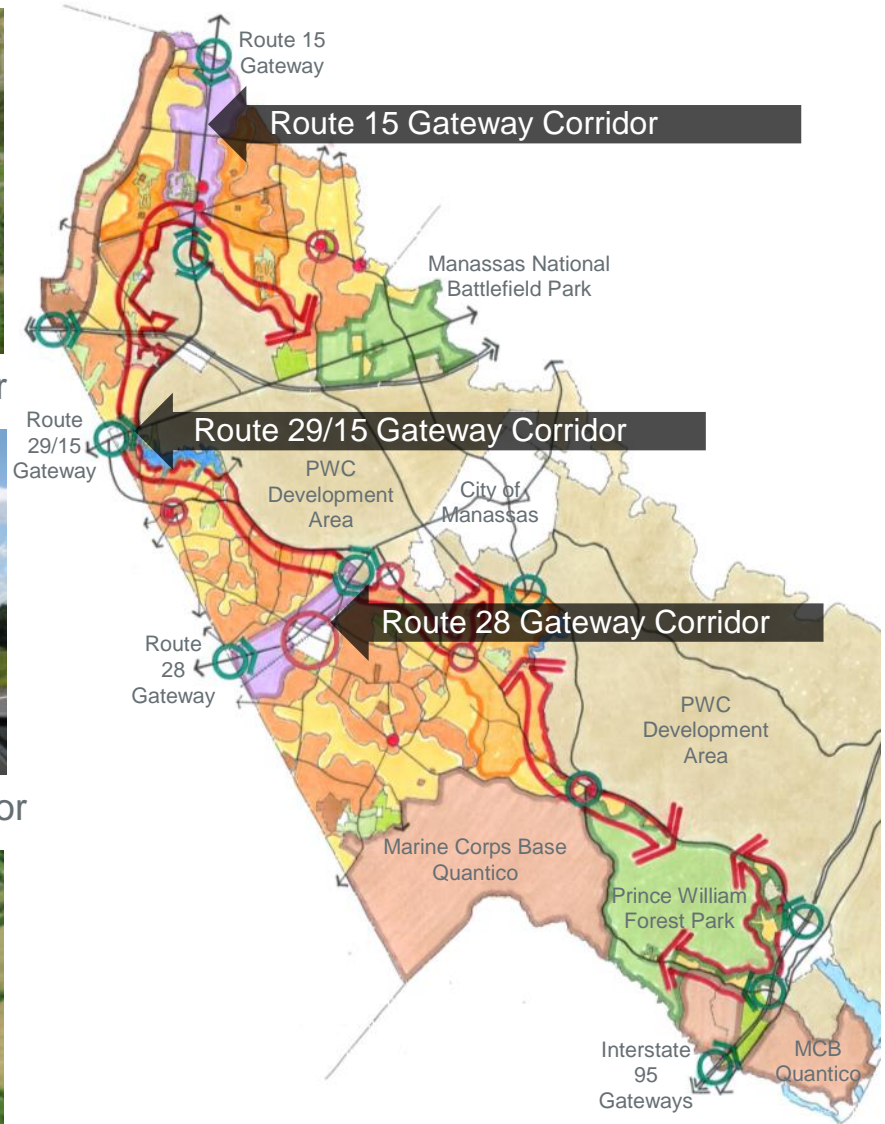 Route 15
Gateway
Route 15 Gateway Corridor
Manassas National
Battlefield Park
r
Route
29/15
Gateway
Route 29/15 Gateway Corridor
PWC
Development
Area
City of
Manassas
Route 28 Gateway Corridor
Route
28
Gateway
PWC
Development
Area
or
Marine Corps Base
Quantico
Prince William
Forest Park
Interstate
95
Gateways
MCB
Quantico